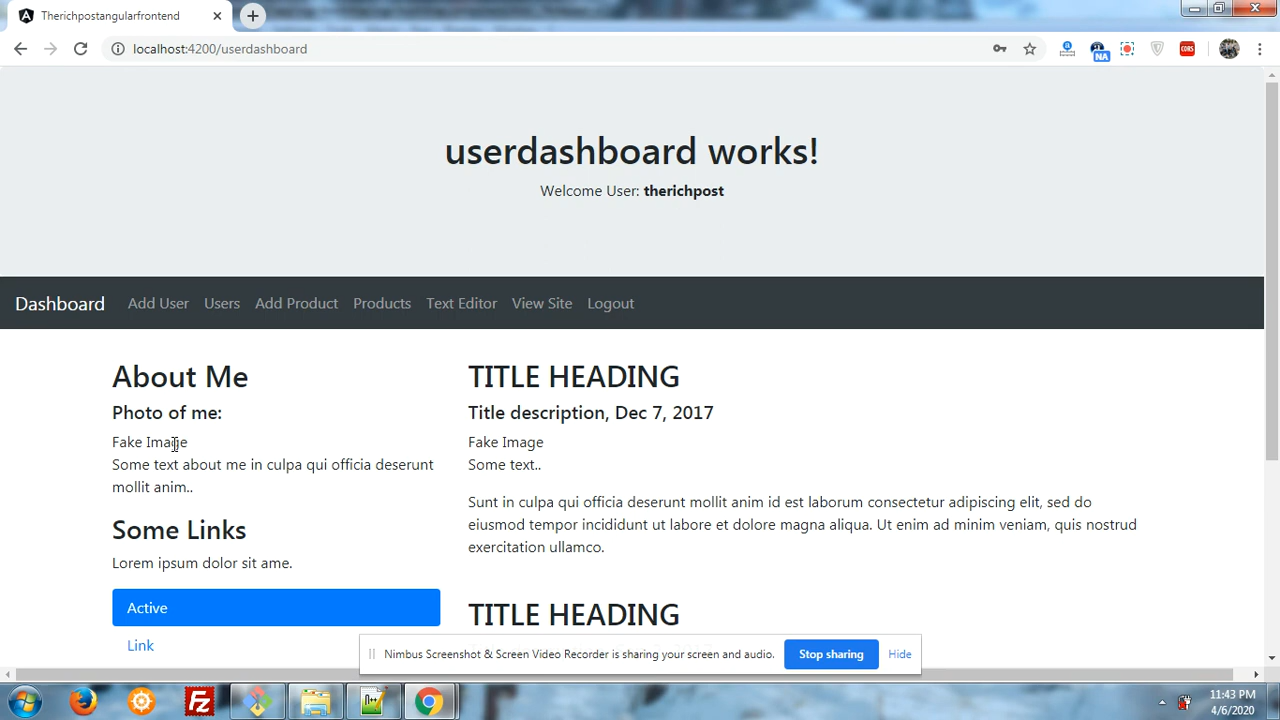 Therichpostangularfrontend
localhost:4200/userdashboard
NA
CORS
userdashboard works!
Welcome User: therichpost
Dashboard Add User Users Add Product Products Text Editor View Site Logout
About Me
Photo of me:
Fake Image
Some text about me in culpa qui officia deserunt
mollit anim..
Some Links
Lorem ipsum dolor sit ame.
Active
Link
TITLE HEADING
Title description, Dec 7, 2017
Fake Image
Some text..
Sunt in culpa qui officia deserunt mollit anim id est laborum consectetur adipiscing elit, sed do
eiusmod tempor incididunt ut labore et dolore magna aliqua. Ut enim ad minim veniam, quis nostrud
exercitation ullamco.
TITLE HEADING
Nimbus Screenshot & Screen Video Recorder is sharing your screen and audio. Stop sharing Hide
Fz
11:43 PM
4/6/2020